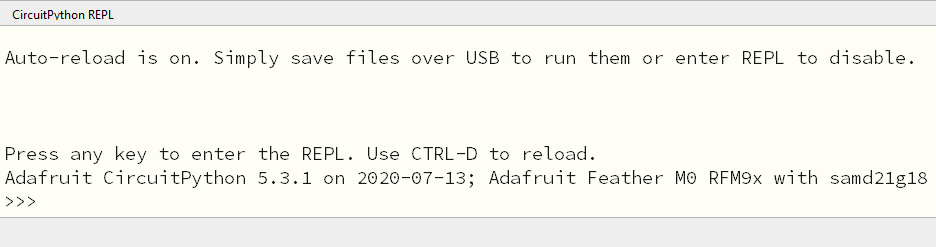 CircuitPython REPL
Auto-reload is on. Simply save files over USB to run them or enter REPL to disable.
Press any key to enter the REPL. Use CTRL-D to reload.
Adafruit CircuitPython 5.3.1 on 2020-07-13; Adafruit Feather M0 RFM9x with samd21g18
>>>